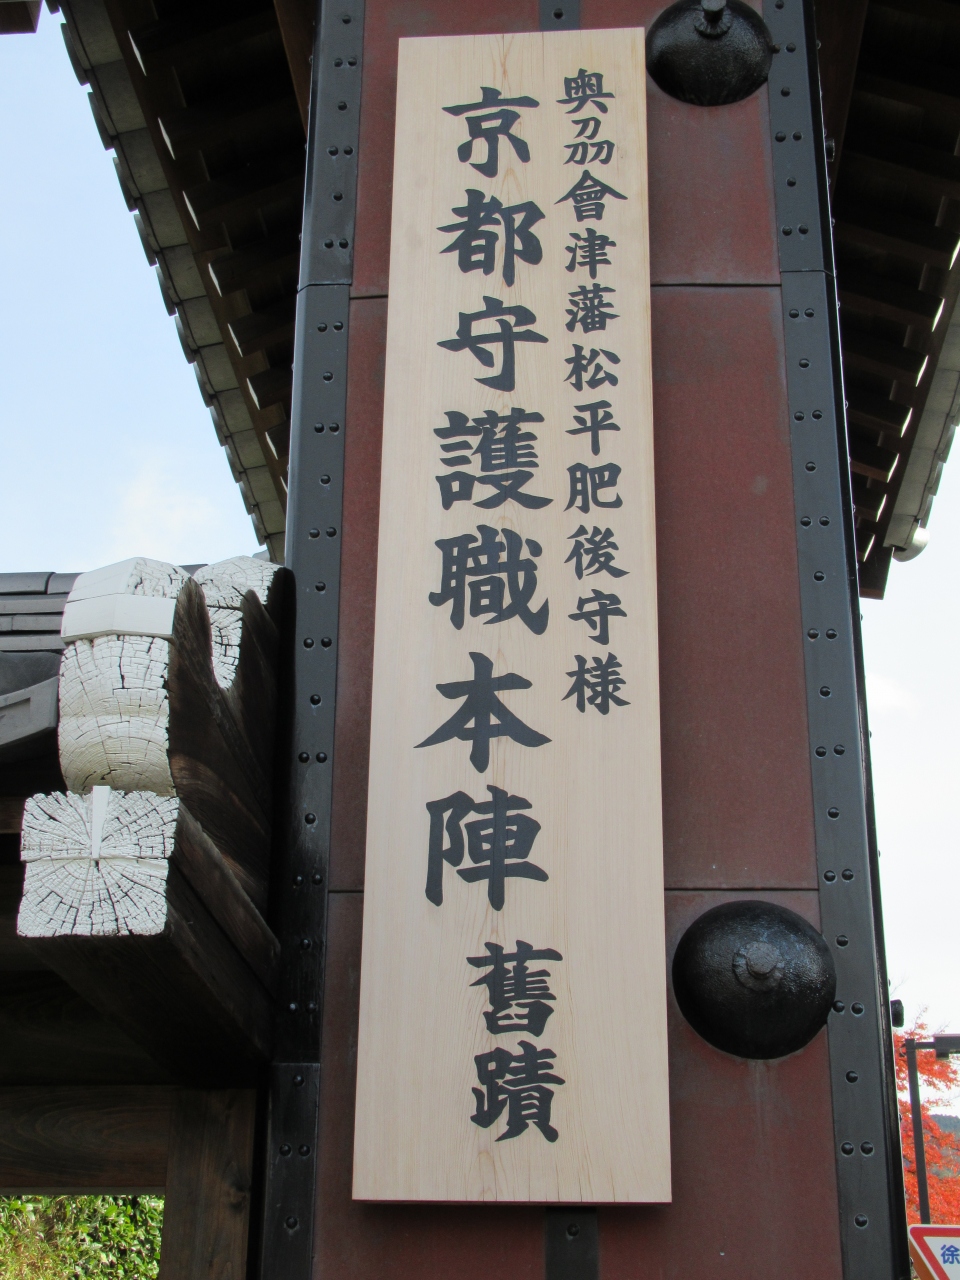 奥刕會津藩松平肥後守様
京都守護職本陣舊蹟
徐